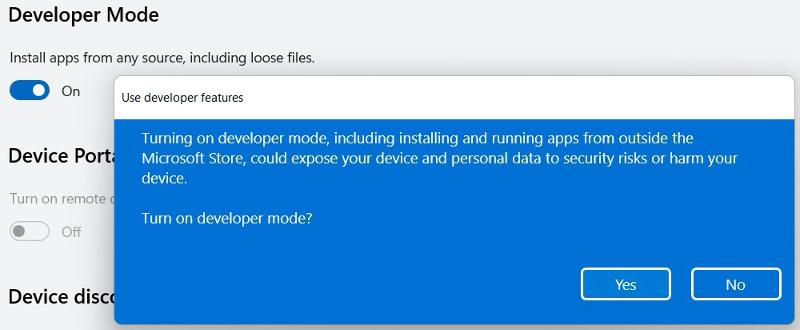 Developer Mode
Install apps from any source, including loose files.
On
Use developer features
Turning on developer mode, including installing and running apps from outside the
Microsoft Store, could expose your device and personal data to security risks or harm your
device.
Turn on developer mode?
Yes
No
Device Porta
Turn on remote
Off
Device disco